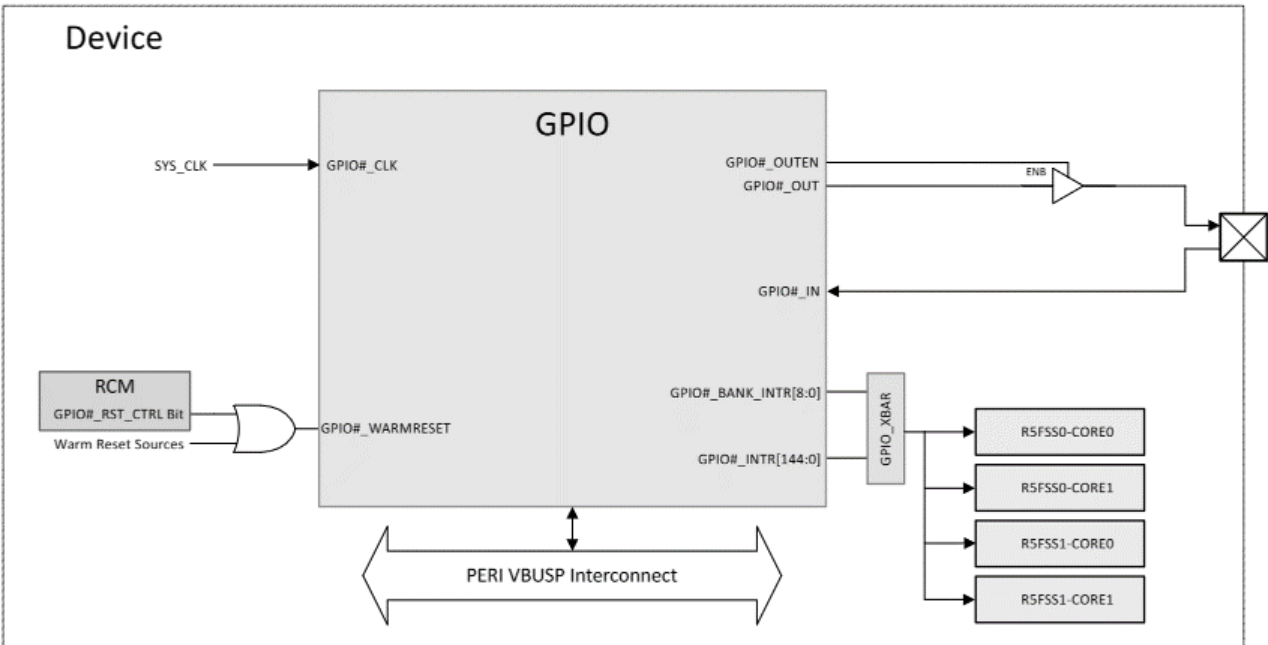 Device
GPIO
SYS_CLK
GPIO#_CLK
GPIO#_OUTEN
ENB
GPIO#_OUT
GPIO#_IN
RCM
GPIO#_RST_CTRL Bit
Warm Reset Sources
GPIO#_WARMRESET
GPIO#_BANK_INTR[8:0]
GPIO#_INTR[144:0]
GPIO_XBAR
R5FSS0-CORE0
R5FSS0-CORE1
R5FSS1-CORE0
R5FSS1-CORE1
PERI VBUSP Interconnect